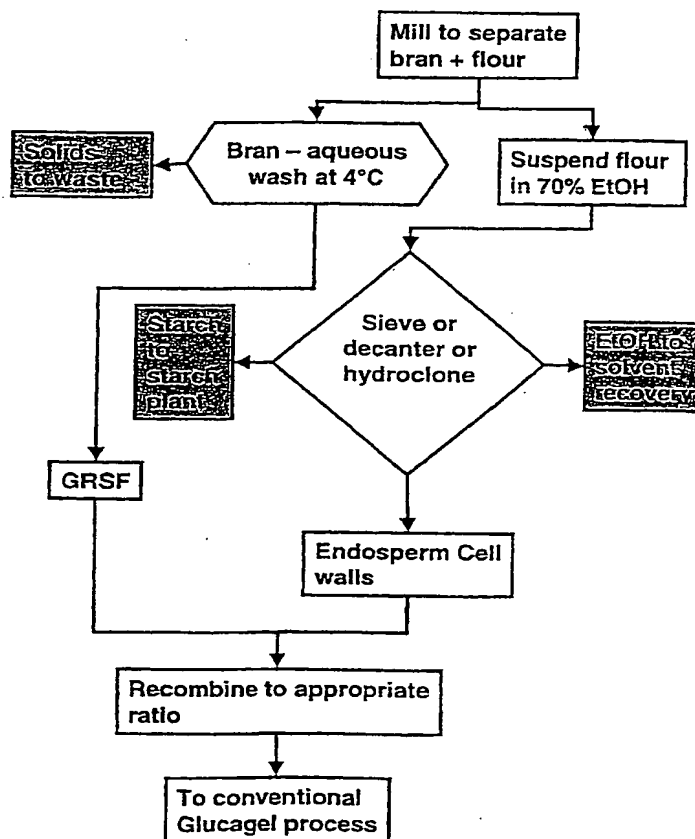 Mill to separate
bran + flour
Solids
to waste
Bran – aqueous
wash at 4°C
Suspend flour
in 70% EtOH
Starch
to
starch
plant
Sieve or
decanter or
hydroclone
EtOH to
solvent
recovery
GRSF
Endosperm Cell
walls
Recombine to appropriate
ratio
To conventional
Glucagel process